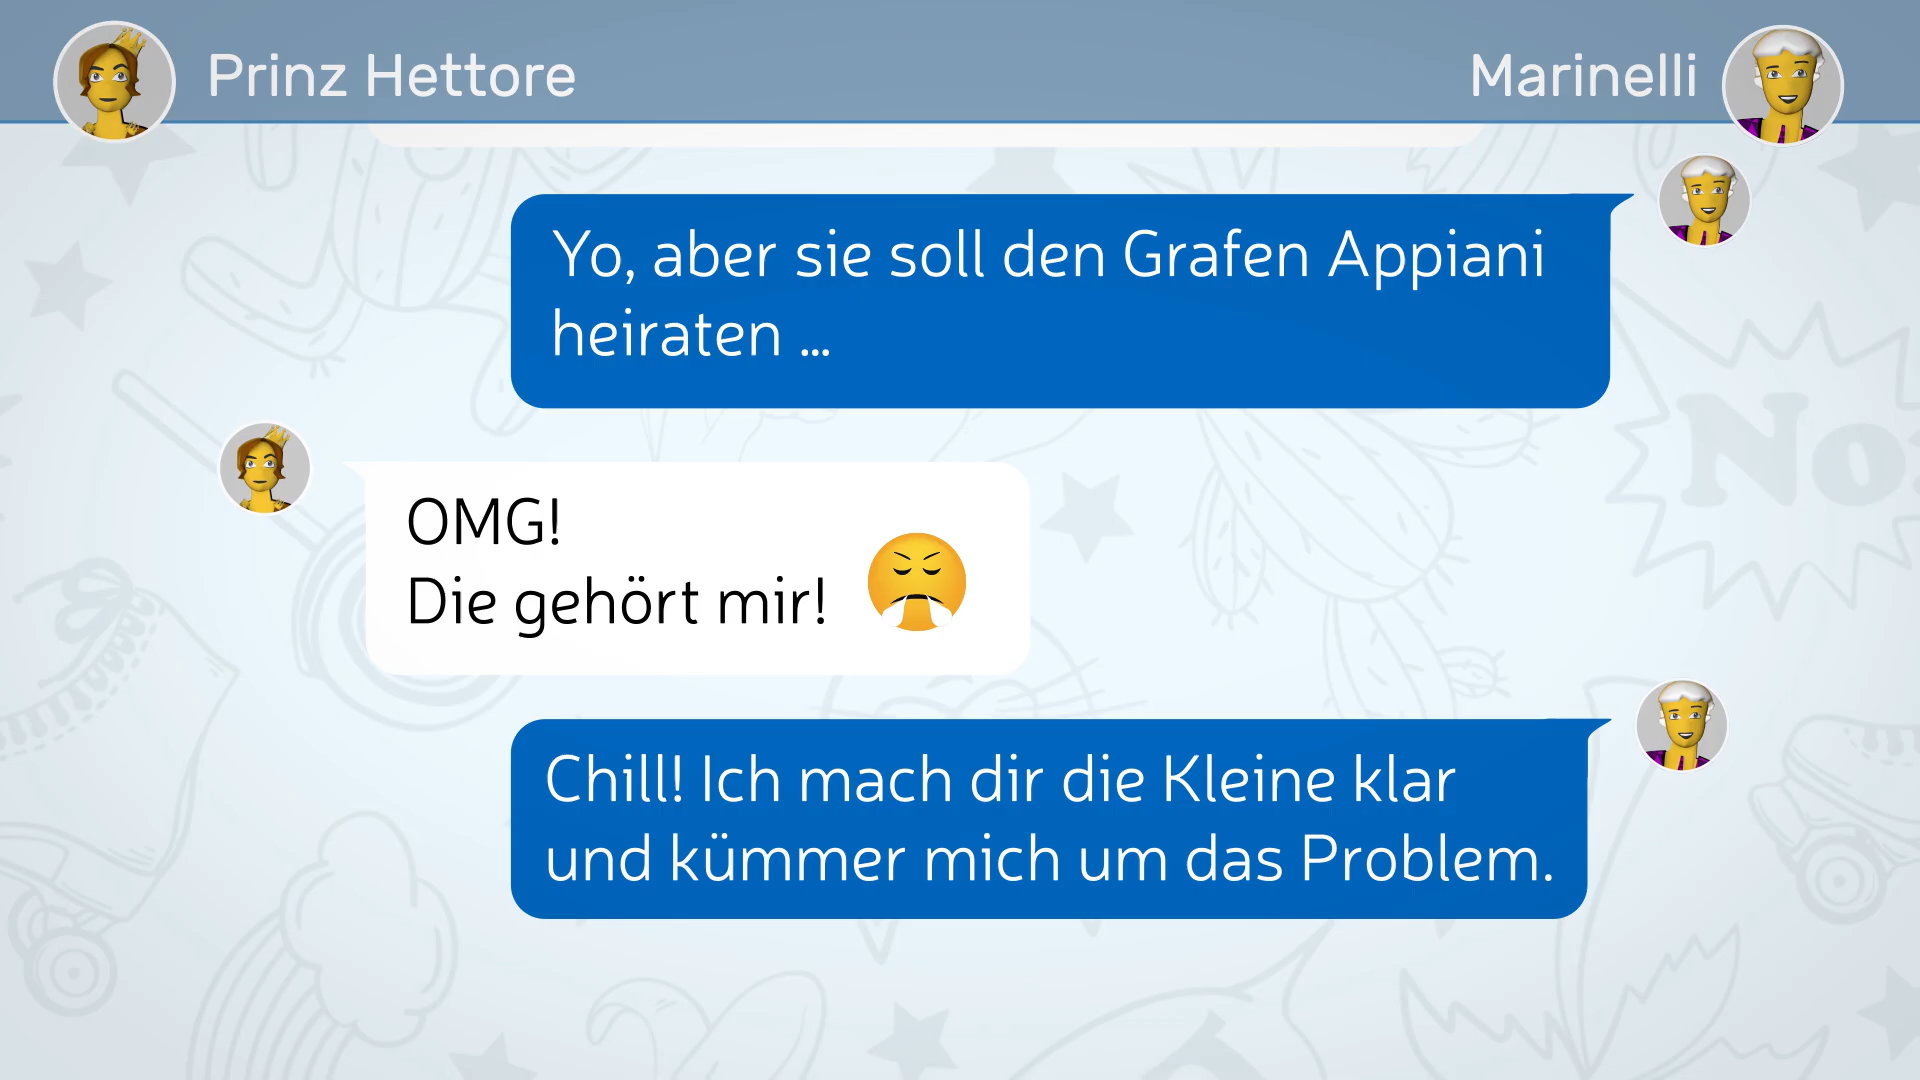 Prinz Hettore
Marinelli
Yo, aber sie soll den Grafen Appiani
heiraten ...
OMG!
Die gehört mir!
Chill! Ich mach dir die Kleine klar
und kümmer mich um das Problem.
No